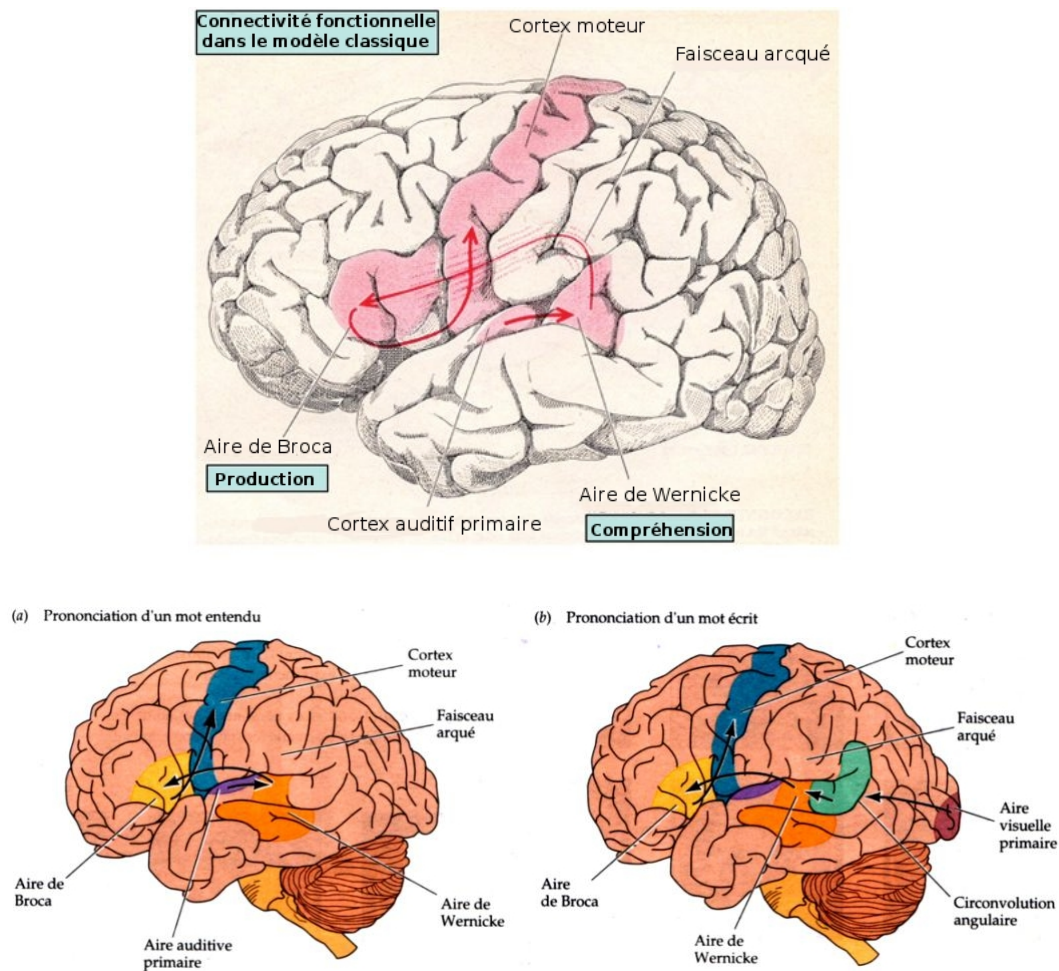 Connectivité fonctionnelle
dans le modèle classique
Cortex moteur
Faisceau arcqué
Aire de Broca
Production
Cortex auditif primaire
Aire de Wernicke
Compréhension
(a) Prononciation d'un mot entendu
Cortex
moteur
Faisceau
arqué
Aire de
Broca
Aire auditive
primaire
Aire de
Wernicke
(b) Prononciation d'un mot écrit
Cortex
moteur
Faisceau
arqué
Aire
visuelle
primaire
Aire
de Broca
Aire de
Wernicke
Circonvolution
angulaire